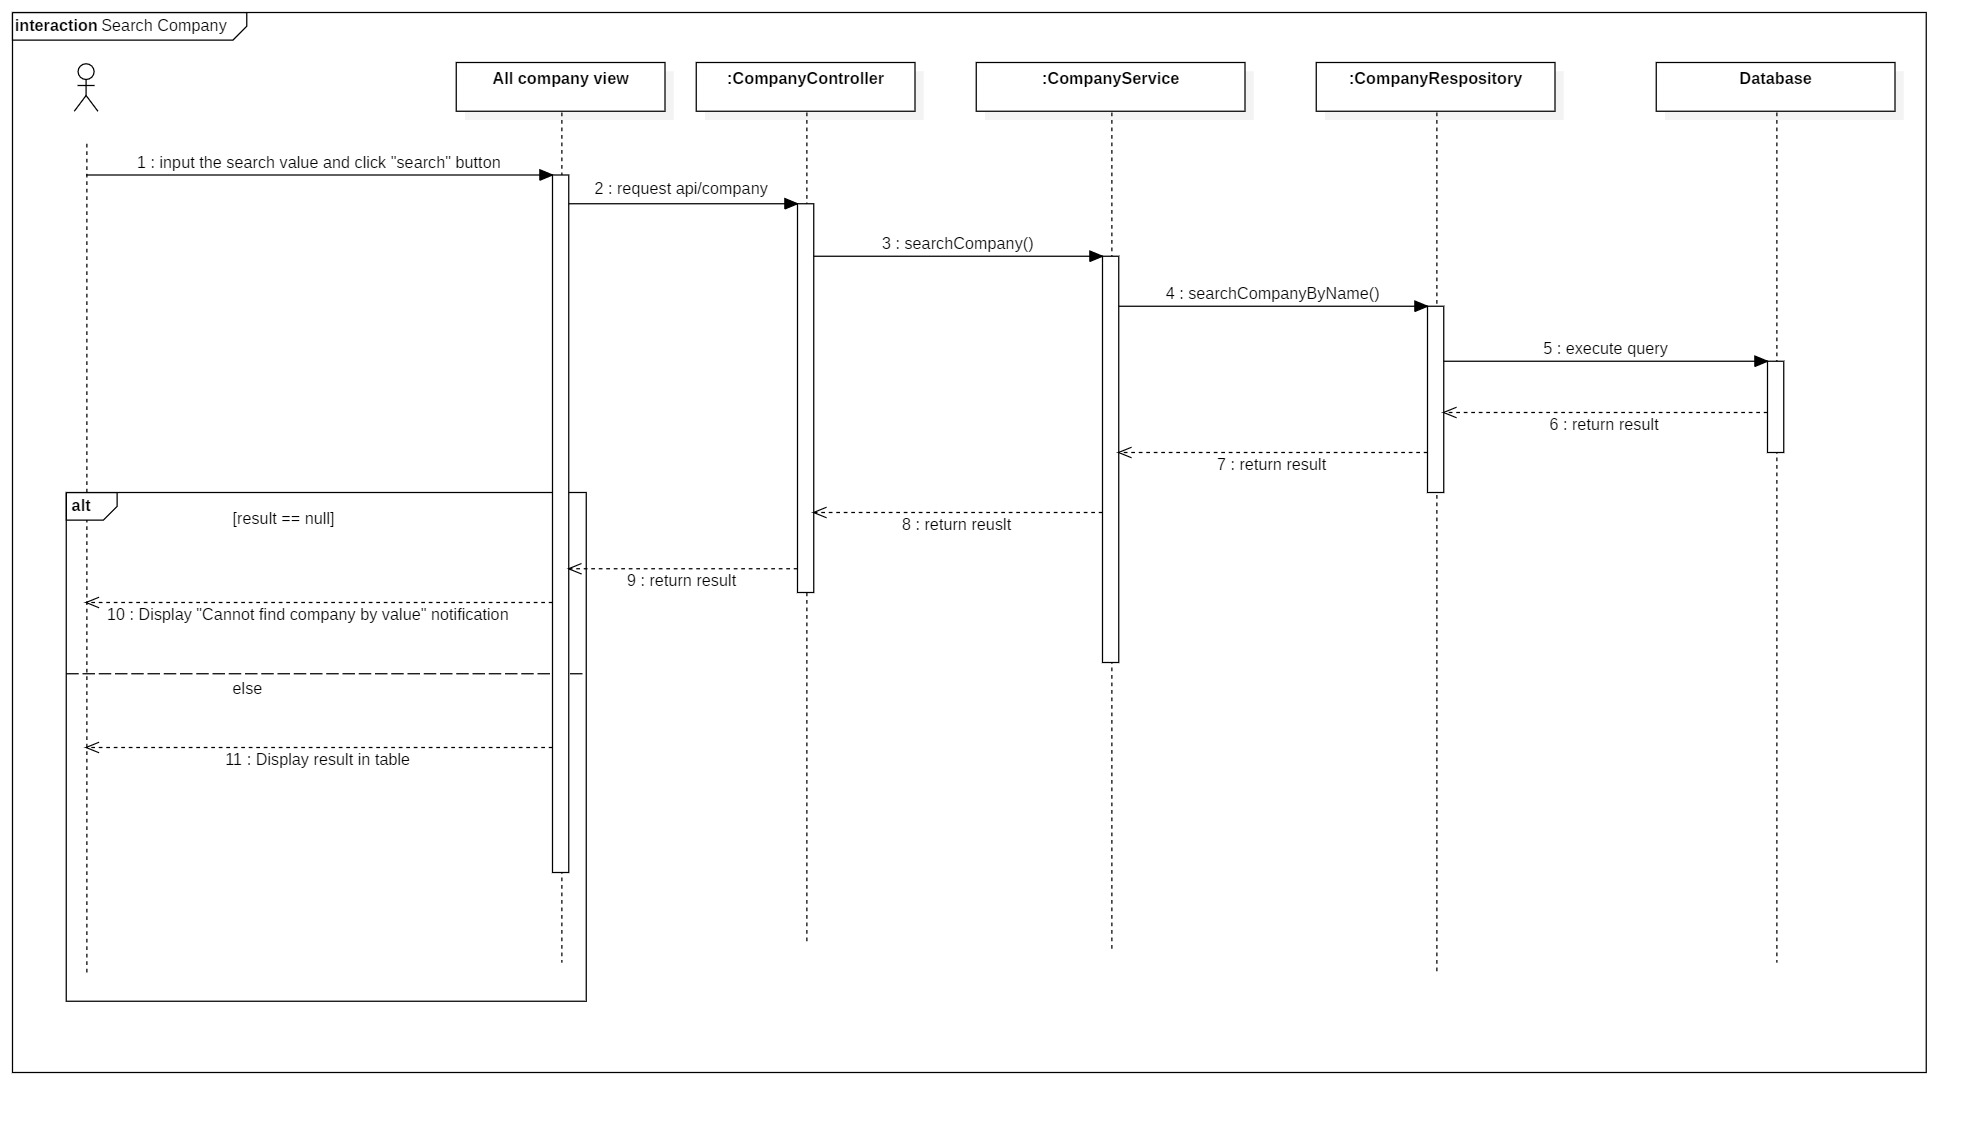 interaction Search Company
All company view
:CompanyController
:CompanyService
:CompanyRespository
Database
1 : input the search value and click "search" button
2 : request api/company
3 : searchCompany()
4 : searchCompanyByName()
5 : execute query
6 : return result
7 : return result
alt
[result == null]
8 : return reuslt
9 : return result
10 : Display "Cannot find company by value" notification
else
11 : Display result in table